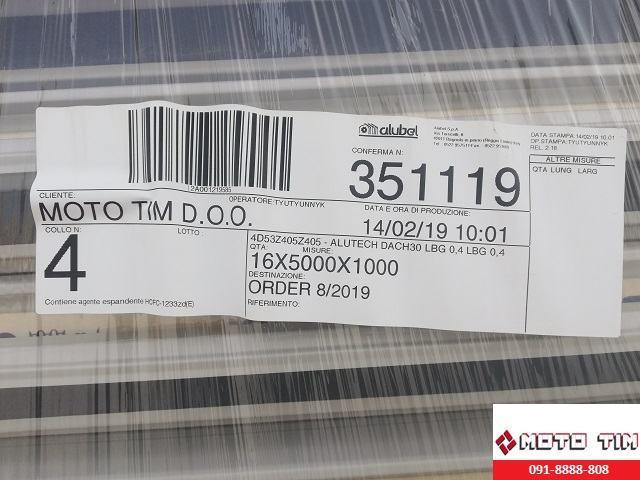 alubel
Alubel S.p.A.
CONFERMA N:
351119
DATA STAMPA:14/02/19 10:01
OP.STAMPA:TYUTYUNNYK
REL. 2.18
ALTRE MISURE
QTA LUNG LARG
2A001219585
CLIENTE:
OPERATORE:TYUTYUNNYK
MOTO TIM D.O.O.
DATA E ORA DI PRODUZIONE:
14/02/19 10:01
COLLO N:
LOTTO:
4
4D53Z405Z405 - ALUTECH DACH30 LBG 0,4 LBG 0,4
QTA: MISURE:
16X5000X1000
DESTINAZIONE:
ORDER 8/2019
RIFERIMENTO:
Contiene agente espandente HCFC-1233zd(E)
MOTO TIM
091-8888-808